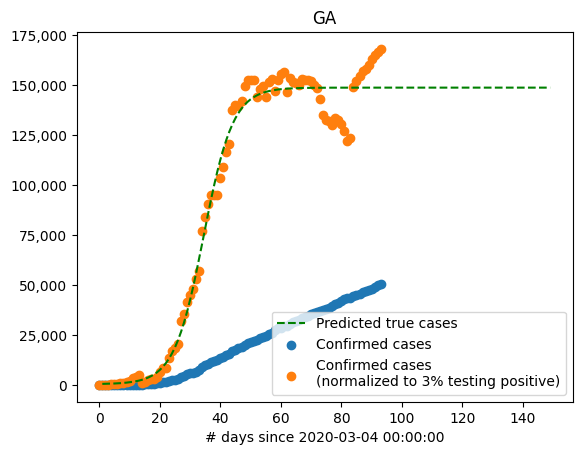 GA
175,000
150,000
125,000
100,000
75,000
50,000
25,000
0
Predicted true cases
Confirmed cases
Confirmed cases
(normalized to 3% testing positive)
0 20 40 60 80 100 120 140
# days since 2020-03-04 00:00:00